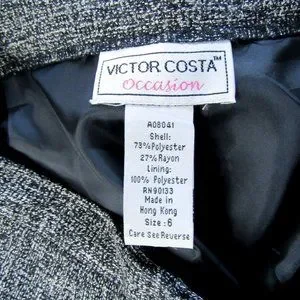 VICTOR COSTA™
Occasion
A08041
Shell:
73%Polyester
27%Rayon
Lining:
100% Polyester
RN90133
Made in
Hong Kong
Size:6
Care See Reverse